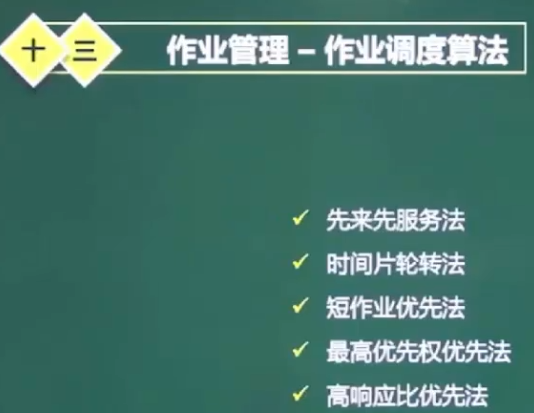 十三 作业管理 – 作业调度算法
✓ 先来先服务法
✓ 时间片轮转法
✓ 短作业优先法
✓ 最高优先权优先法
✓ 高响应比优先法